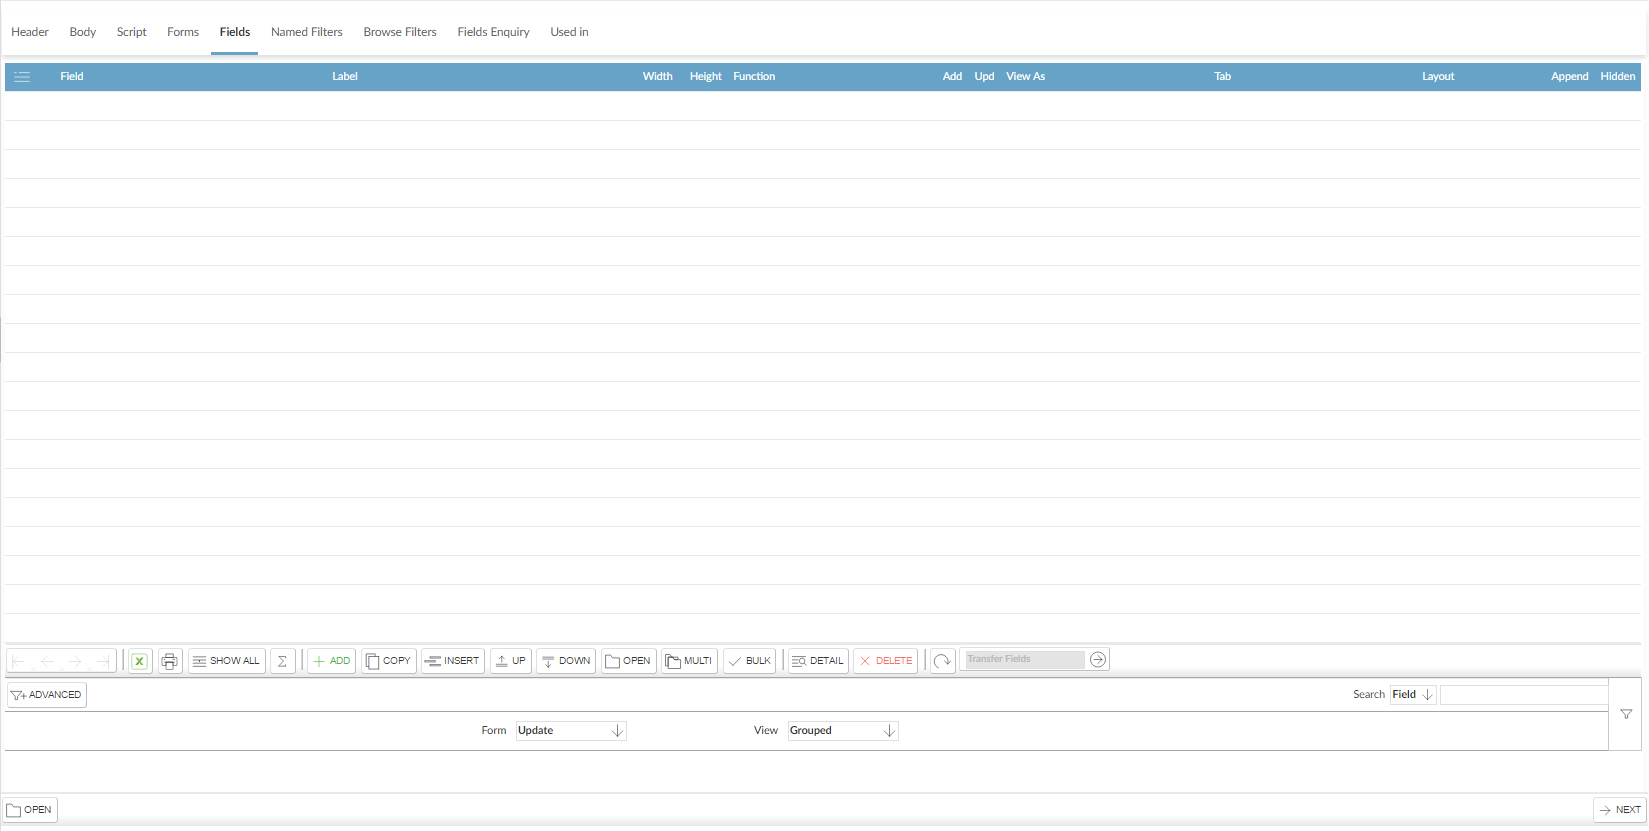 Header Body Script Forms Fields Named Filters Browse Filters Fields Enquiry Used in
Field Label Width Height Function Add Upd View As Tab Layout Append Hidden
X SHOW ALL Σ ADD COPY INSERT UP DOWN OPEN MULTI BULK DETAIL DELETE Transfer Fields
ADVANCED Search Field
Form Update View Grouped
OPEN NEXT